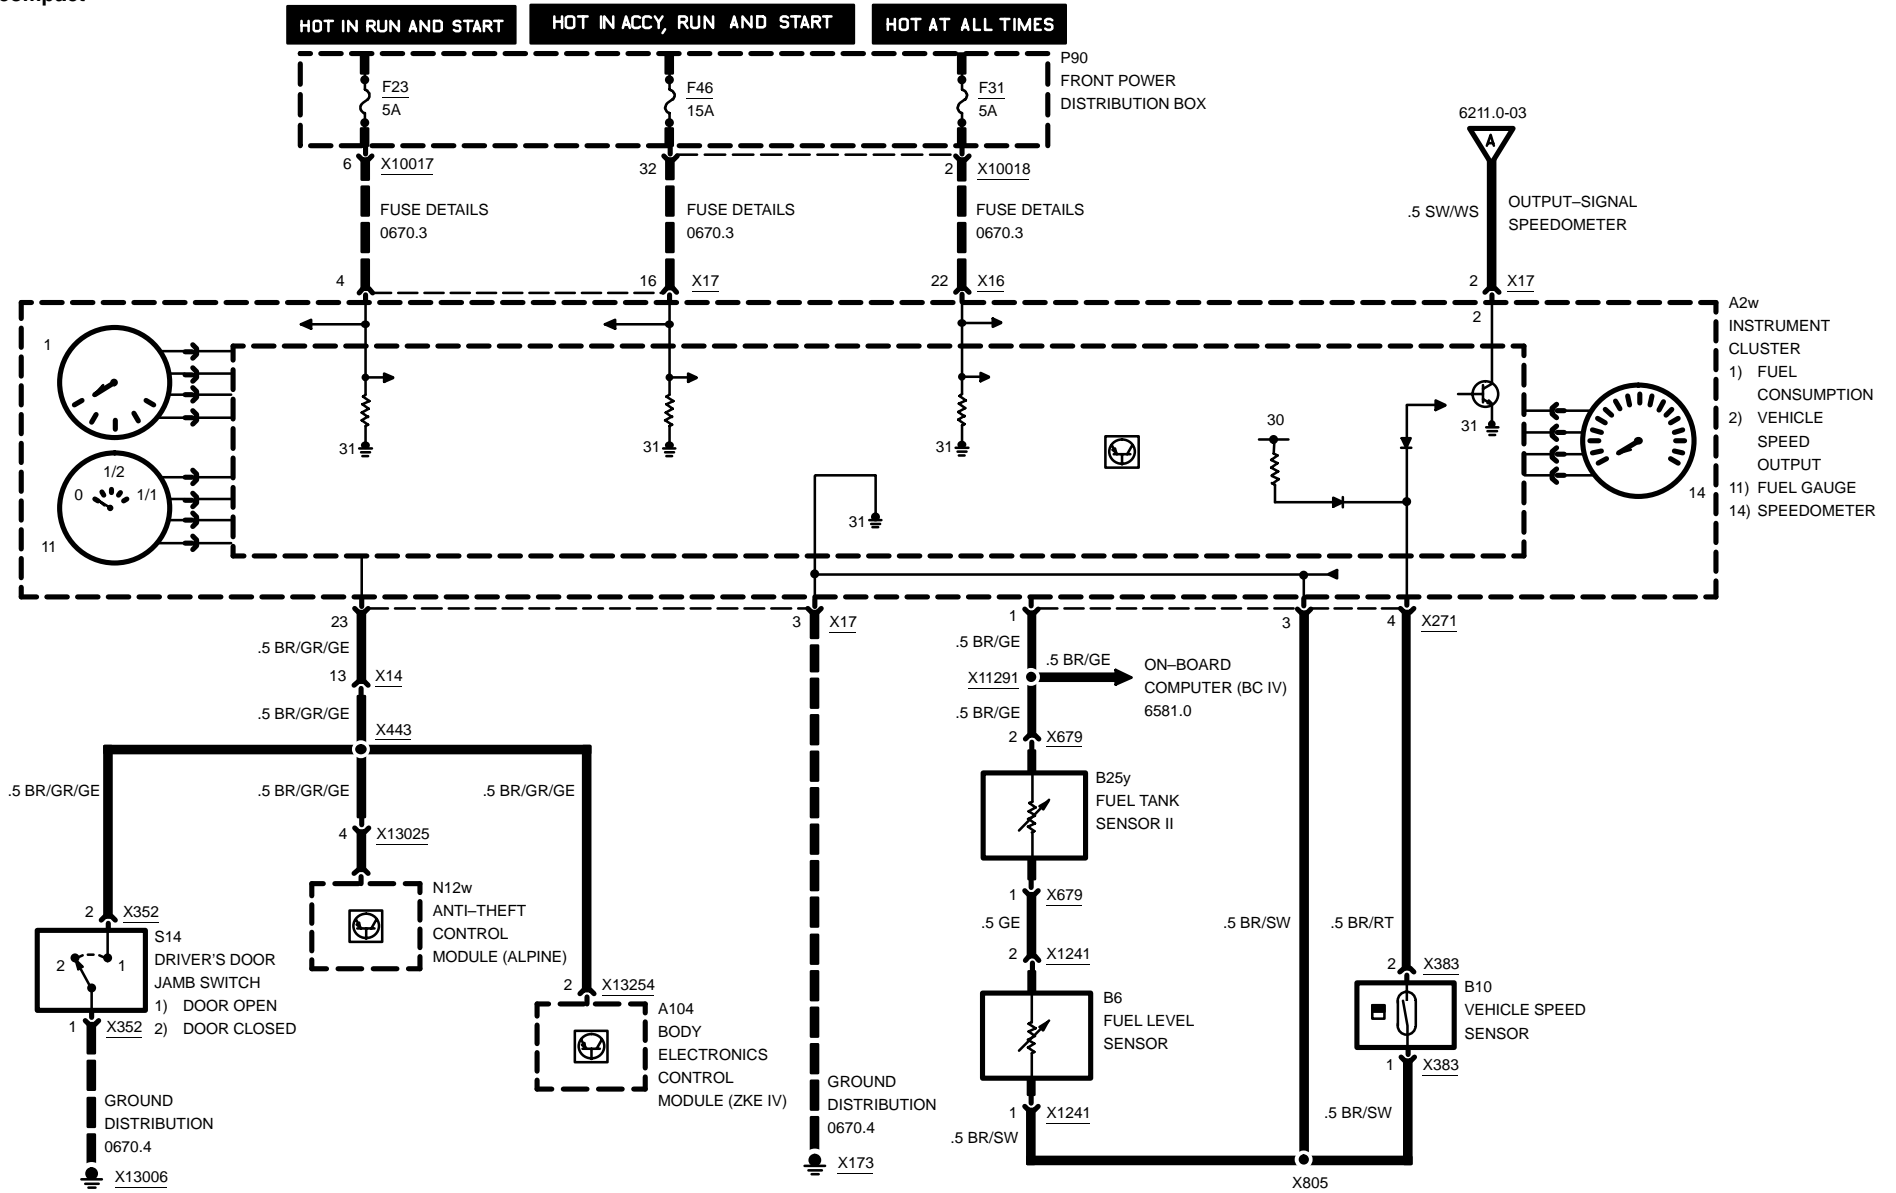 compact
HOT IN RUN AND START
HOT IN ACCY, RUN AND START
HOT AT ALL TIMES
P90
FRONT POWER
DISTRIBUTION BOX
F23
5A
F46
15A
F31
5A
6 X10017
32
2 X10018
FUSE DETAILS
0670.3
FUSE DETAILS
0670.3
FUSE DETAILS
0670.3
6211.0-03
A
.5 SW/WS
OUTPUT–SIGNAL
SPEEDOMETER
4
16 X17
22 X16
2 X17
2
A2w
INSTRUMENT
CLUSTER
1) FUEL
CONSUMPTION
2) VEHICLE
SPEED
OUTPUT
11) FUEL GAUGE
14) SPEEDOMETER
1
0 1/2 1/1
11
31
31
31
31
30
31
14
23
3 X17
1
3
4 X271
.5 BR/GR/GE
13 X14
.5 BR/GR/GE
X443
.5 BR/GR/GE
.5 BR/GR/GE
.5 BR/GR/GE
4 X13025
N12w
ANTI–THEFT
CONTROL
MODULE (ALPINE)
2 X352
S14
DRIVER'S DOOR
JAMB SWITCH
1) DOOR OPEN
2) DOOR CLOSED
2 1
1 X352
GROUND
DISTRIBUTION
0670.4
X13006
2 X13254
A104
BODY
ELECTRONICS
CONTROL
MODULE (ZKE IV)
GROUND
DISTRIBUTION
0670.4
X173
.5 BR/GE
X11291
.5 BR/GE
ON–BOARD
COMPUTER (BC IV)
6581.0
.5 BR/GE
2 X679
B25y
FUEL TANK
SENSOR II
1 X679
.5 GE
2 X1241
B6
FUEL LEVEL
SENSOR
1 X1241
.5 BR/SW
.5 BR/SW
.5 BR/RT
2 X383
B10
VEHICLE SPEED
SENSOR
1 X383
.5 BR/SW
X805